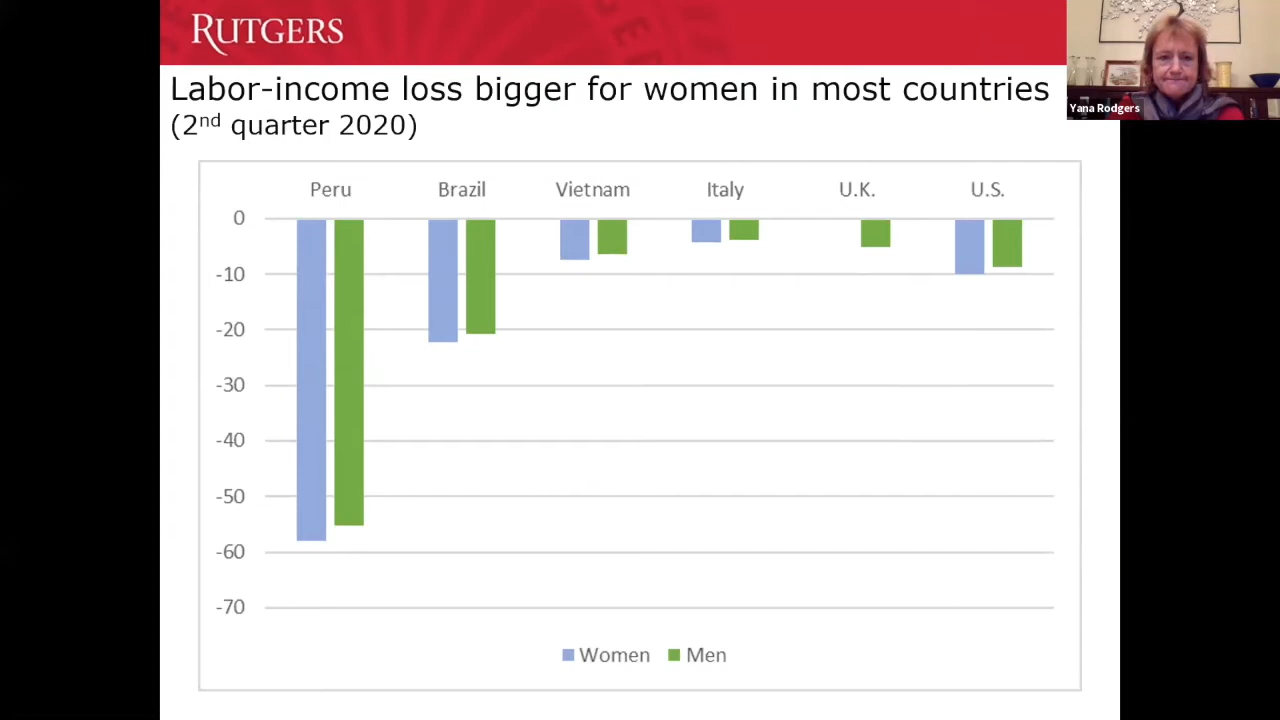 RUTGERS
Labor-income loss bigger for women in most countries
(2nd quarter 2020)
Yana Rodgers
Peru Brazil Vietnam Italy U.K. U.S.
0
-10
-20
-30
-40
-50
-60
-70
Women Men